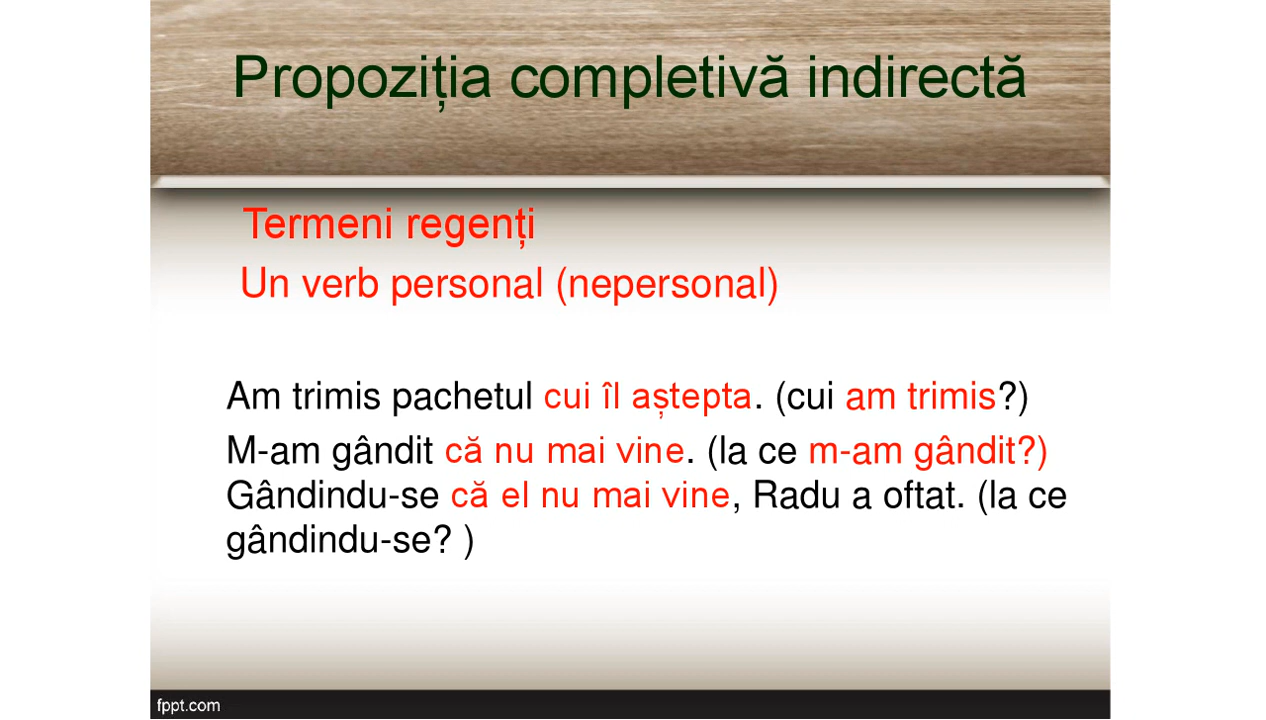 Propoziția completivă indirectă
Termeni regenți
Un verb personal (nepersonal)
Am trimis pachetul cui îl aștepta. (cui am trimis?)
M-am gândit că nu mai vine. (la ce m-am gândit?)
Gândindu-se că el nu mai vine, Radu a oftat. (la ce
gândindu-se? )
fppt.com